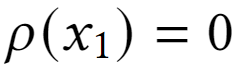 ρ(x₁) = 0